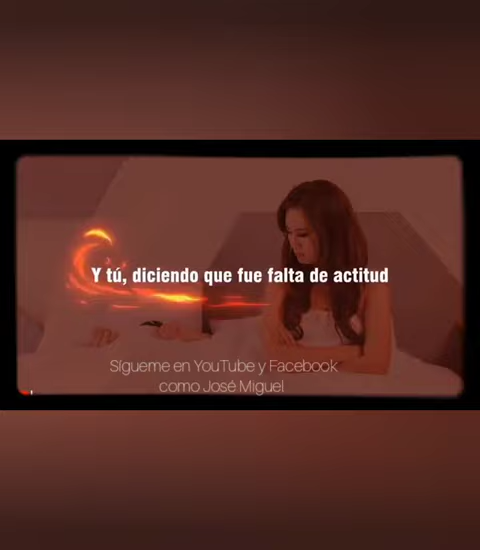 Y tú, diciendo que fue falta de actitud
Sígueme en YouTube y Facebook
como José Miguel